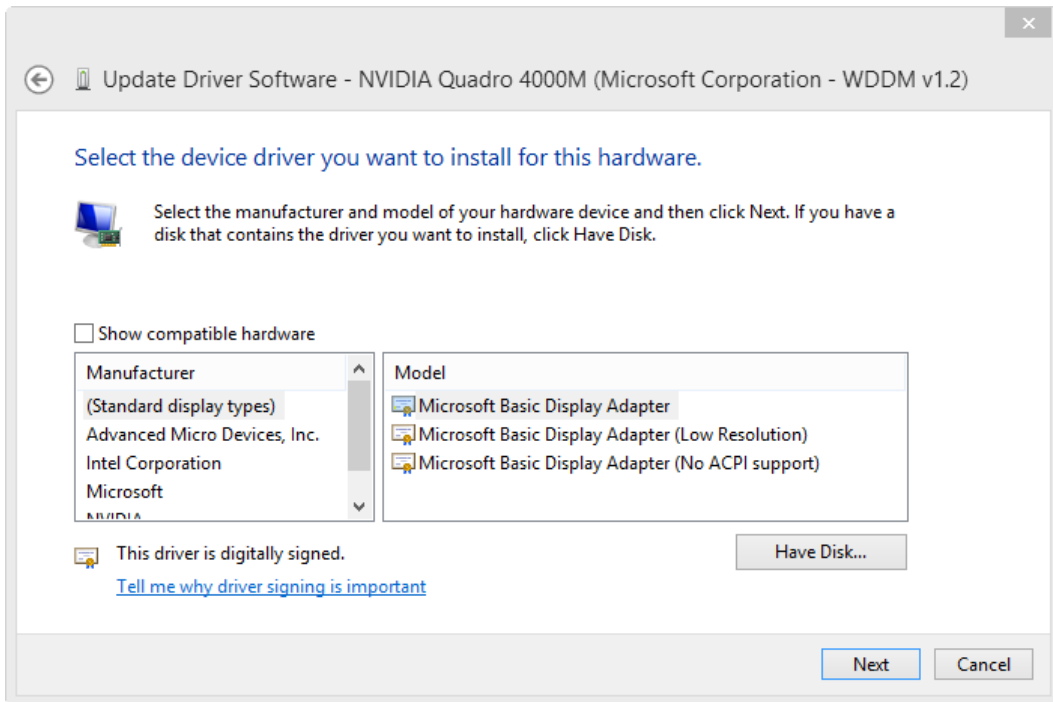 Update Driver Software - NVIDIA Quadro 4000M (Microsoft Corporation - WDDM v1.2)
Select the device driver you want to install for this hardware.
Select the manufacturer and model of your hardware device and then click Next. If you have a
disk that contains the driver you want to install, click Have Disk.
Show compatible hardware
Manufacturer
(Standard display types)
Advanced Micro Devices, Inc.
Intel Corporation
Microsoft
NVIDIA
Model
Microsoft Basic Display Adapter
Microsoft Basic Display Adapter (Low Resolution)
Microsoft Basic Display Adapter (No ACPI support)
This driver is digitally signed.
Tell me why driver signing is important
Have Disk...
Next
Cancel